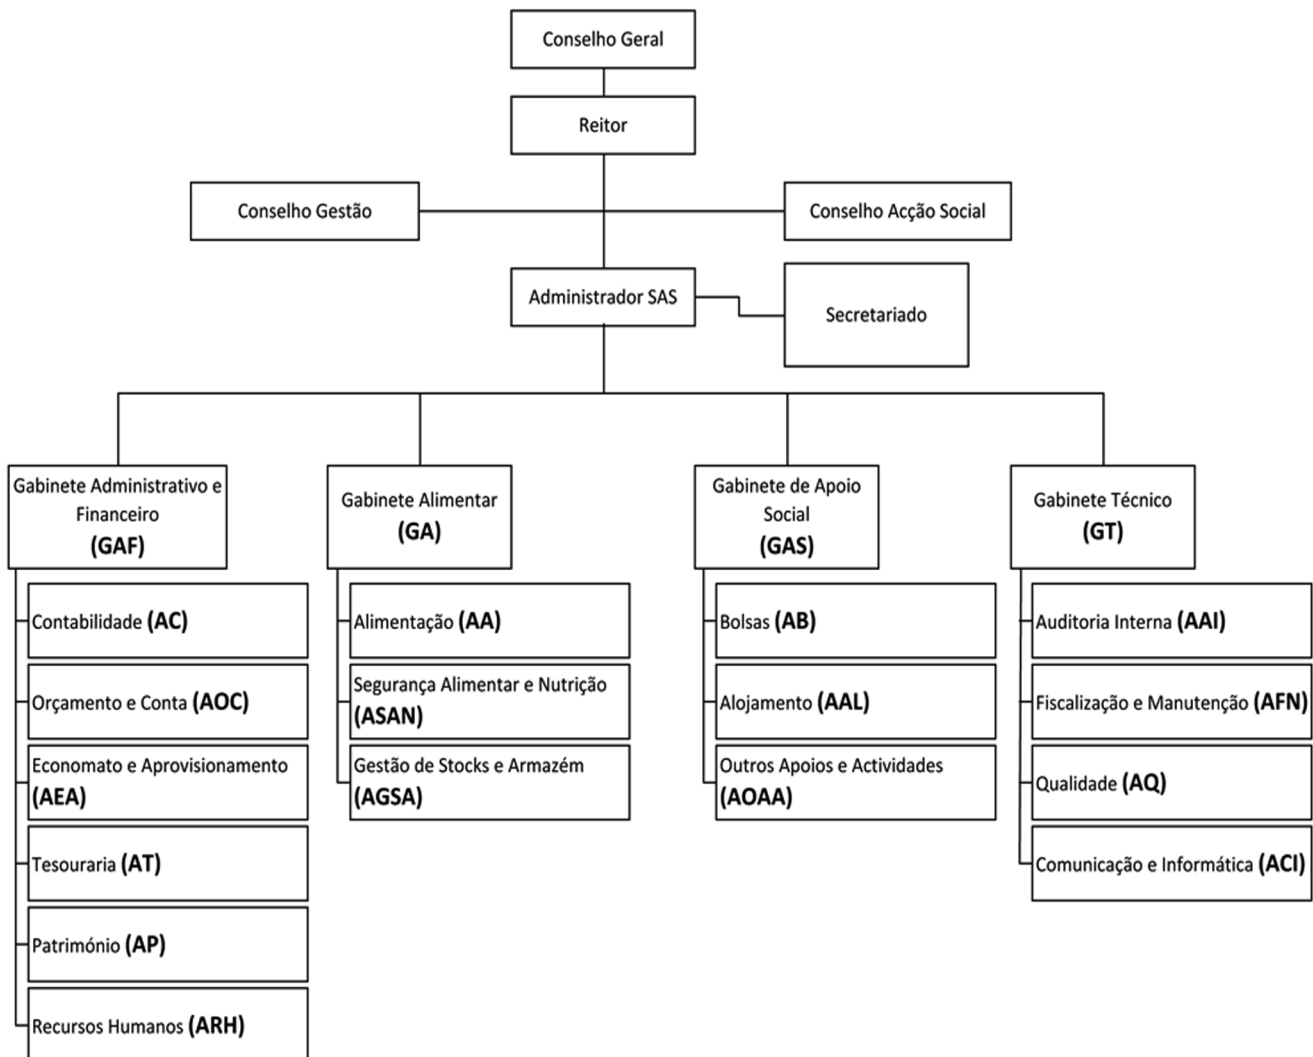 Conselho Geral
Reitor
Conselho Gestão
Conselho Acção Social
Administrador SAS
Secretariado
Gabinete Administrativo e
Financeiro
(GAF)
Gabinete Alimentar
(GA)
Gabinete de Apoio
Social
(GAS)
Gabinete Técnico
(GT)
Contabilidade (AC)
Orçamento e Conta (AOC)
Economato e Aprovisionamento
(AEA)
Tesouraria (AT)
Património (AP)
Recursos Humanos (ARH)
Alimentação (AA)
Segurança Alimentar e Nutrição
(ASAN)
Gestão de Stocks e Armazém
(AGSA)
Bolsas (AB)
Alojamento (AAL)
Outros Apoios e Actividades
(AOAA)
Auditoria Interna (AAI)
Fiscalização e Manutenção (AFN)
Qualidade (AQ)
Comunicação e Informática (ACI)